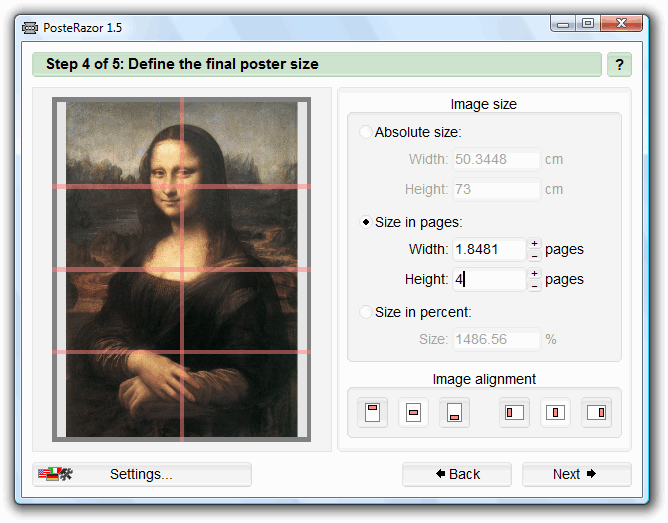 PosteRazor 1.5
Step 4 of 5: Define the final poster size
?
Image size
Absolute size:
Width: 50.3448 cm
Height: 73 cm
Size in pages:
Width: 1.8481 + − pages
Height: 4 + − pages
Size in percent:
Size: 1486.56 %
Image alignment
Settings...
Back
Next